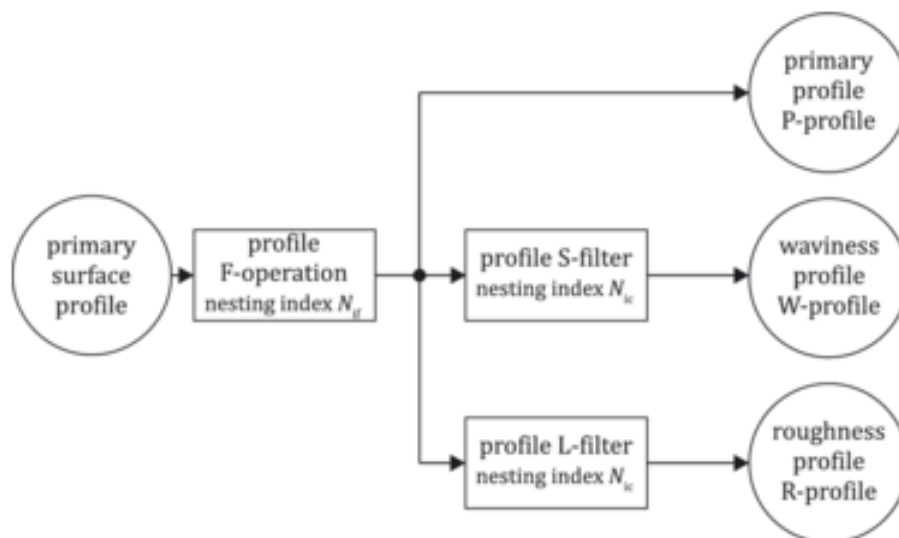 primary
profile
P-profile
primary
surface
profile
profile
F-operation
nesting index Nif
profile S-filter
nesting index Nic
waviness
profile
W-profile
profile L-filter
nesting index Nic
roughness
profile
R-profile